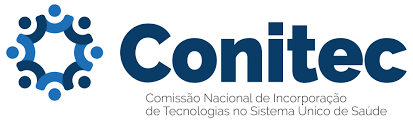 Conitec
Comissão Nacional de Incorporação
de Tecnologias no Sistema Único de Saúde